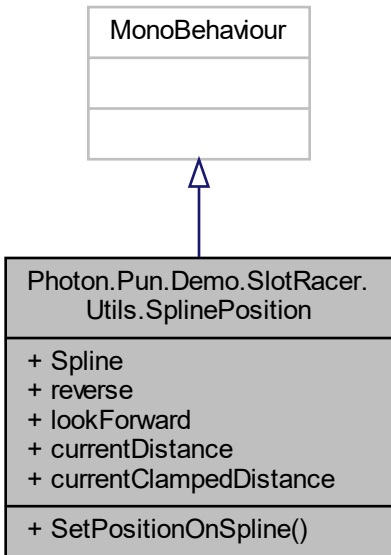 MonoBehaviour
Photon.Pun.Demo.SlotRacer.
Utils.SplinePosition
+ Spline
+ reverse
+ lookForward
+ currentDistance
+ currentClampedDistance
+ SetPositionOnSpline()